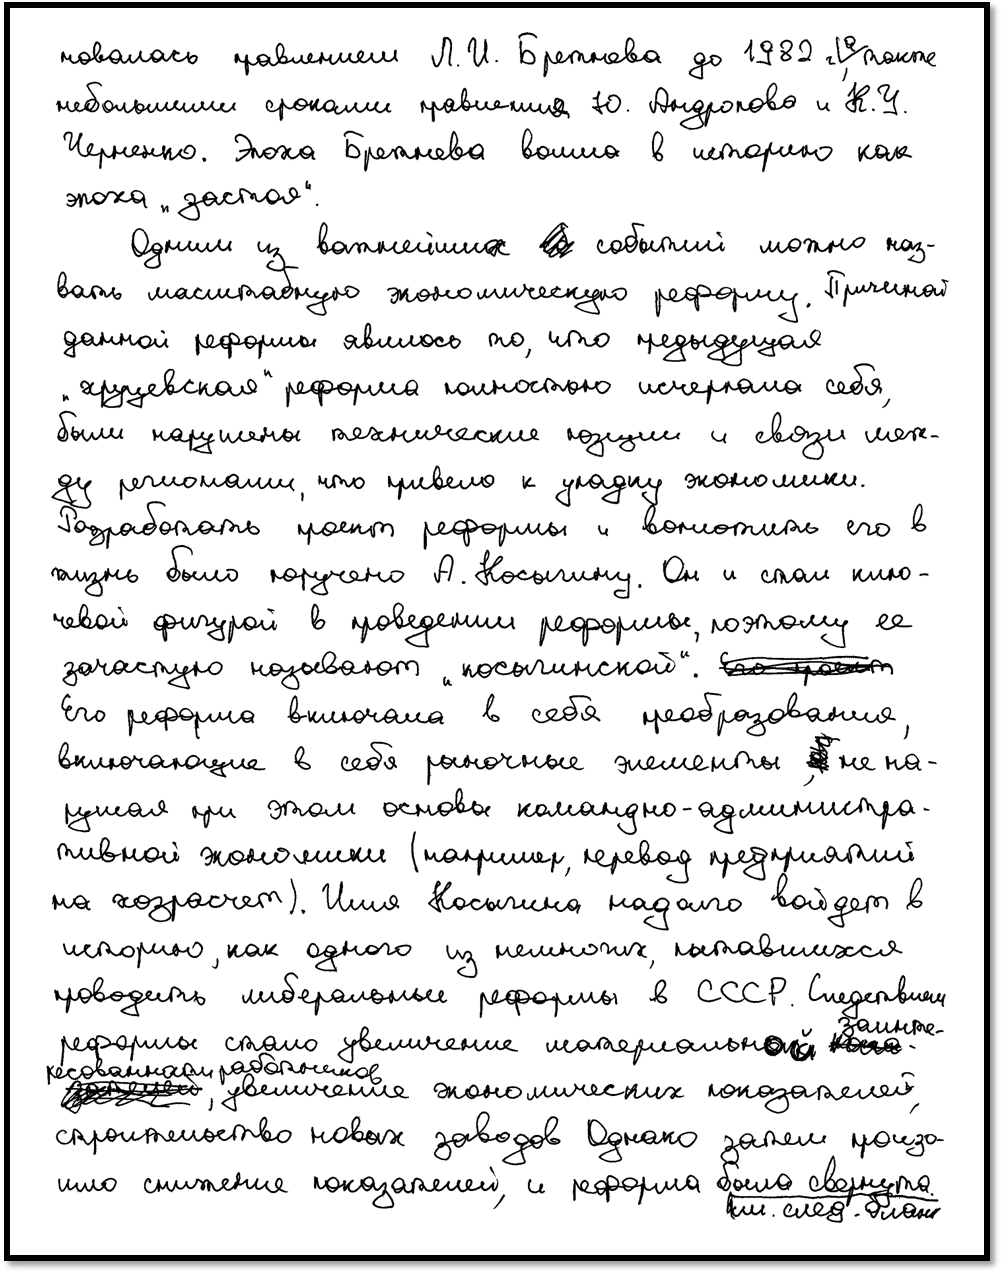 новалась правлением Л.И. Брежнева до 1982 г., а также
небольшими сроками правления Ю. Андропова и К.У.
Черненко. Эпоха Брежнева вошла в историю как
эпоха „застоя“.
Одним из важнейших событий можно наз-
вать масштабную экономическую реформу. Причиной
данной реформы явилось то, что предыдущая
„хрущевская“ реформа полностью исчерпала себя,
были нарушены технические позиции и связи меж-
ду регионами, что привело к упадку экономики.
Разработать проект реформы и воплотить его в
жизнь было поручено А. Косыгину. Он и стал клю-
чевой фигурой в проведении реформы, поэтому ее
зачастую называют „косыгинской“. Его проект
Его реформа включала в себя преобразования,
включающие в себя рыночные элементы, не на-
рушая при этом основы командно-администра-
тивной экономики (например, перевод предприятий
на хозрасчет). Имя Косыгина надолго войдет в
историю, как одного из немногих, пытавшихся
проводить либеральные реформы в СССР. Следствием
реформы стало увеличение материальной заинте-
ресованности работников, увеличение экономических показателей,
строительство новых заводов Однако затем произо-
шло снижение показателей, и реформа была свернута.
см. след. бланк